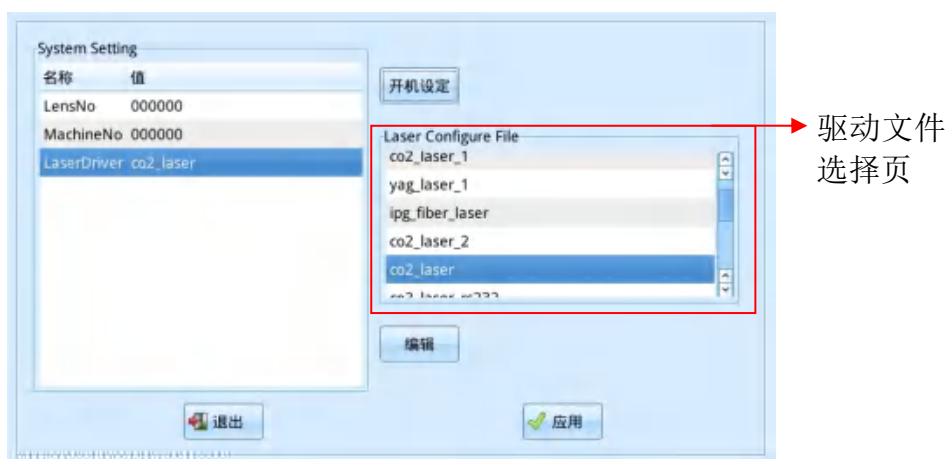 System Setting
名称 值
LensNo 000000
MachineNo 000000
LaserDriver co2_laser
开机设定
Laser Configure File
co2_laser_1
yag_laser_1
ipg_fiber_laser
co2_laser_2
co2_laser
co2_laser_rs232
编辑
退出
应用
驱动文件
选择页